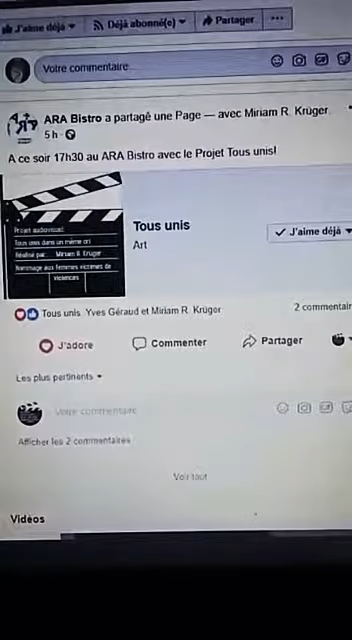 J'aime déjà Déjà abonné(e) Partager ...
Votre commentaire
ARA Bistro a partagé une Page — avec Miriam R. Krüger.
5 h
A ce soir 17h30 au ARA Bistro avec le Projet Tous unis!
Projet audiovisuel
Tous unis dans un même cri
Réalisé par: Miriam R. Krüger
Hommage aux femmes victimes de
violences
Tous unis
Art
J'aime déjà
Tous unis, Yves Géraud et Miriam R. Krüger
2 commentair
J'adore Commenter Partager
Les plus pertinents
Votre commentaire
Afficher les 2 commentaires
Voir tout
Vidéos